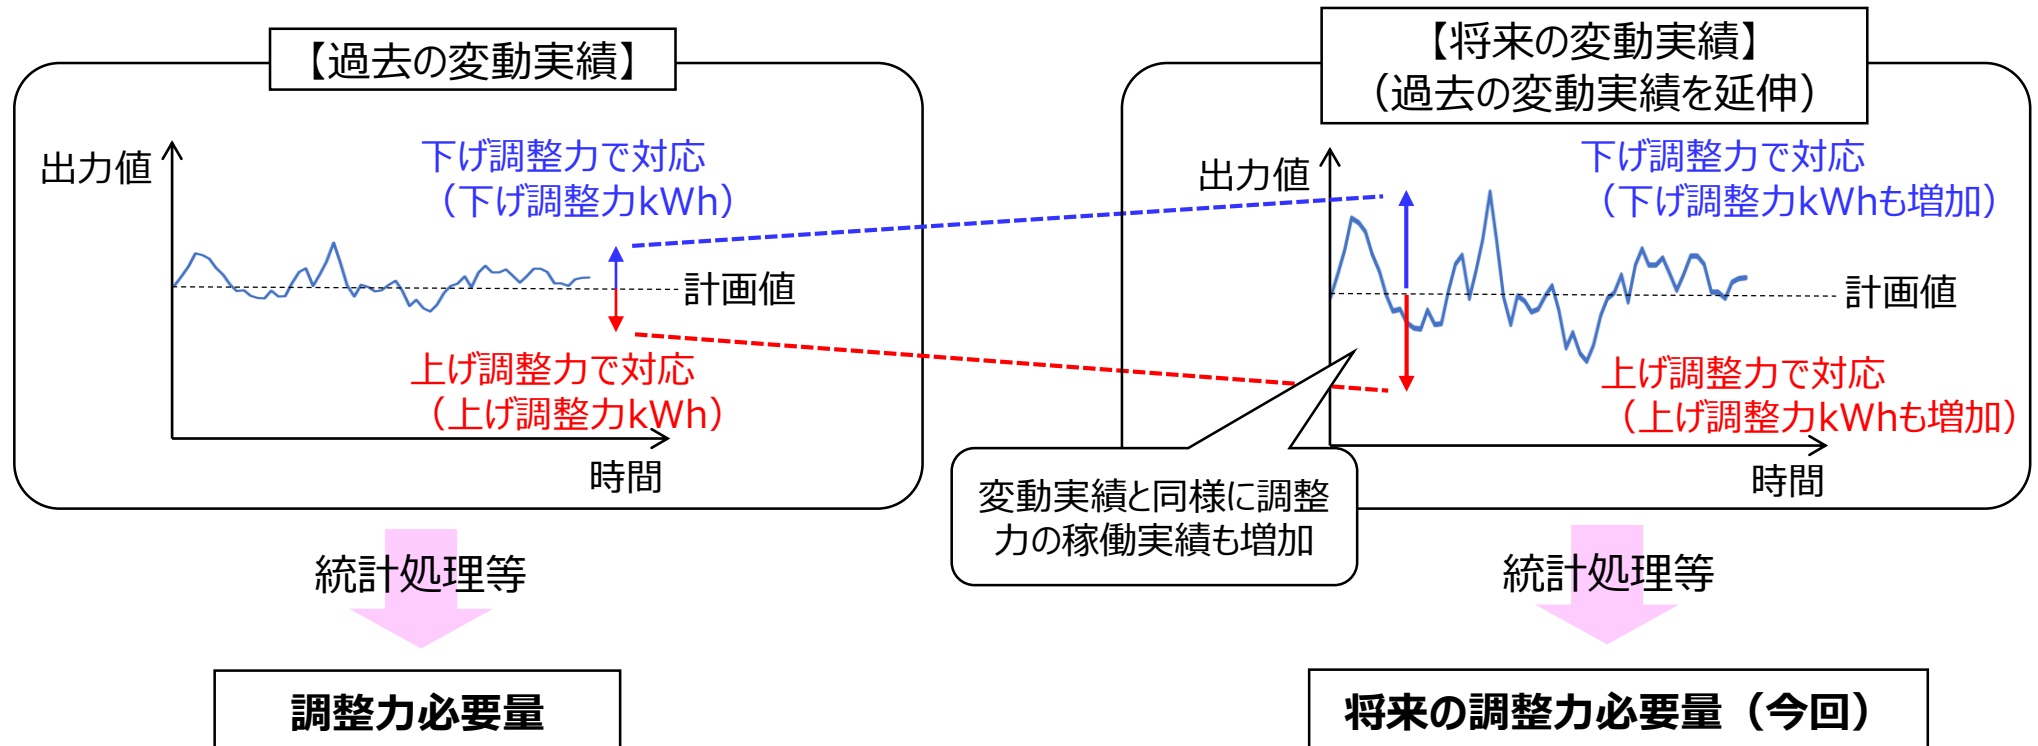 【過去の変動実績】
出力値
下げ調整力で対応
（下げ調整力kWh）
計画値
上げ調整力で対応
（上げ調整力kWh）
時間
統計処理等
調整力必要量
【将来の変動実績】
（過去の変動実績を延伸）
出力値
下げ調整力で対応
（下げ調整力kWhも増加）
計画値
上げ調整力で対応
（上げ調整力kWhも増加）
時間
変動実績と同様に調整
力の稼働実績も増加
統計処理等
将来の調整力必要量（今回）